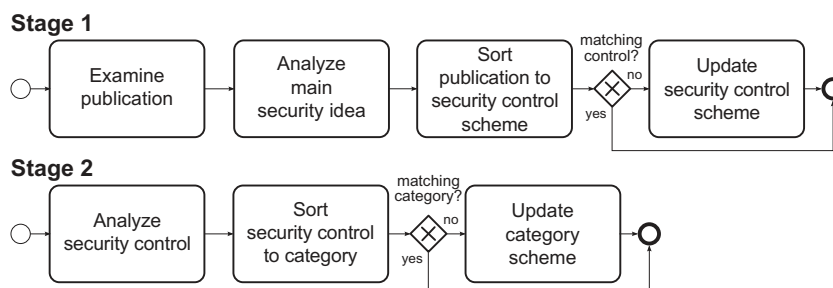 Stage 1
Examine
publication
Analyze
main
security idea
Sort
publication to
security control
scheme
matching
control?
no
yes
Update
security control
scheme
Stage 2
Analyze
security control
Sort
security control
to category
matching
category?
no
yes
Update
category
scheme